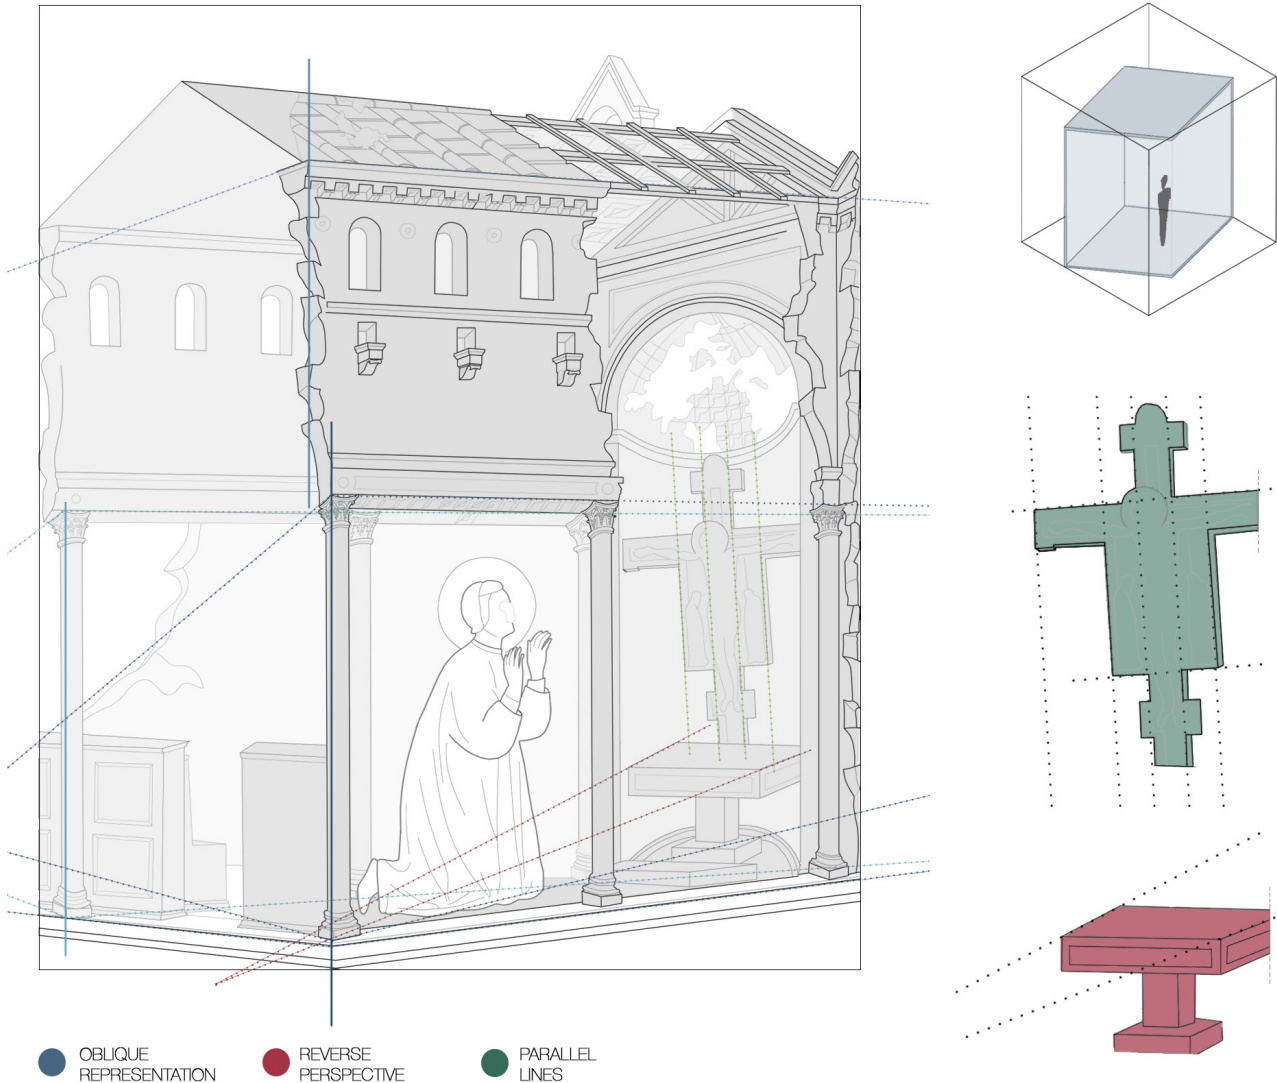 OBLIQUE
REPRESENTATION
REVERSE
PERSPECTIVE
PARALLEL
LINES